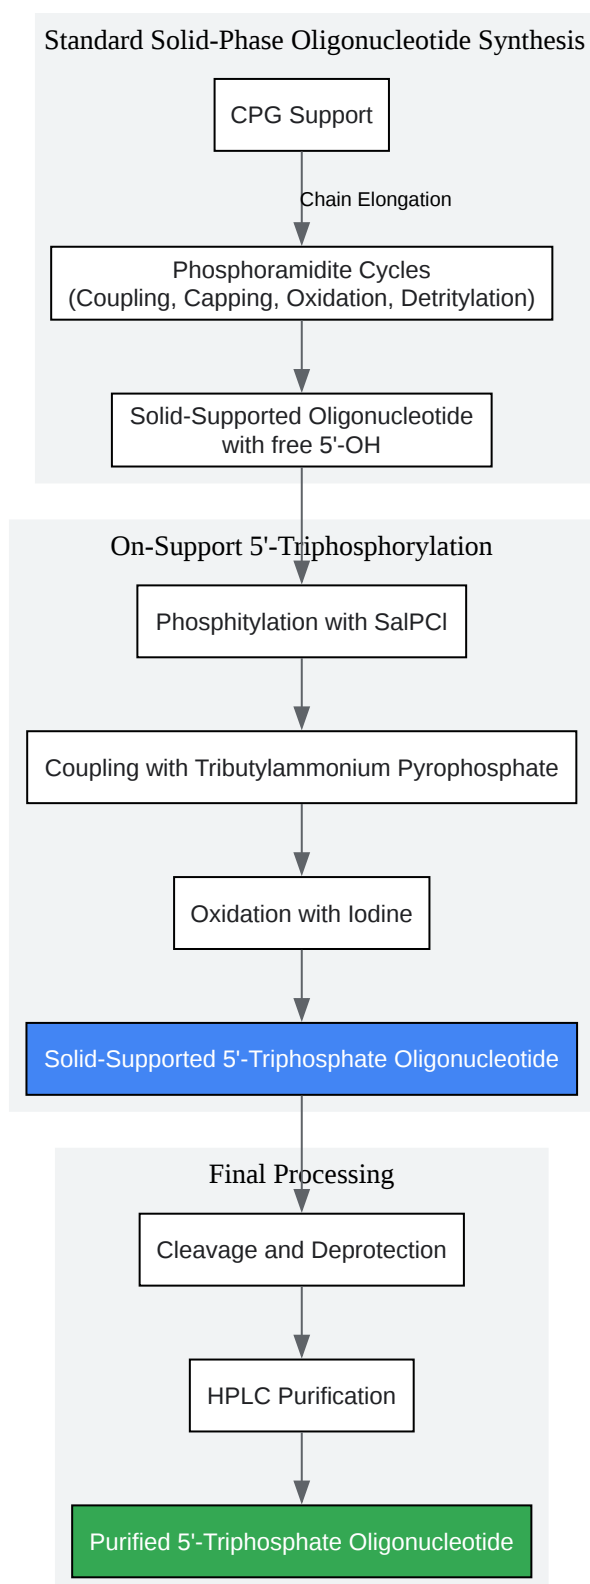 Standard Solid-Phase Oligonucleotide Synthesis
CPG Support
Chain Elongation
Phosphoramidite Cycles
(Coupling, Capping, Oxidation, Detritylation)
Solid-Supported Oligonucleotide
with free 5'-OH
On-Support 5'-Triphosphorylation
Phosphitylation with SalPCl
Coupling with Tributylammonium Pyrophosphate
Oxidation with Iodine
Solid-Supported 5'-Triphosphate Oligonucleotide
Final Processing
Cleavage and Deprotection
HPLC Purification
Purified 5'-Triphosphate Oligonucleotide